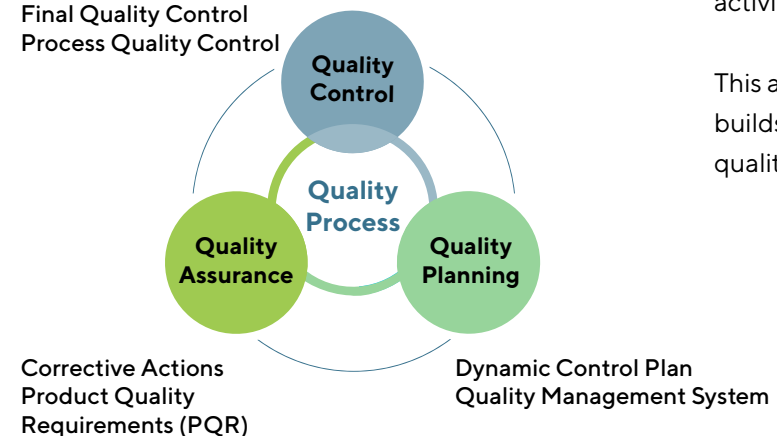 Final Quality Control
Process Quality Control
Quality
Control
Quality
Process
Quality
Assurance
Quality
Planning
Corrective Actions
Product Quality
Requirements (PQR)
Dynamic Control Plan
Quality Management System
This a